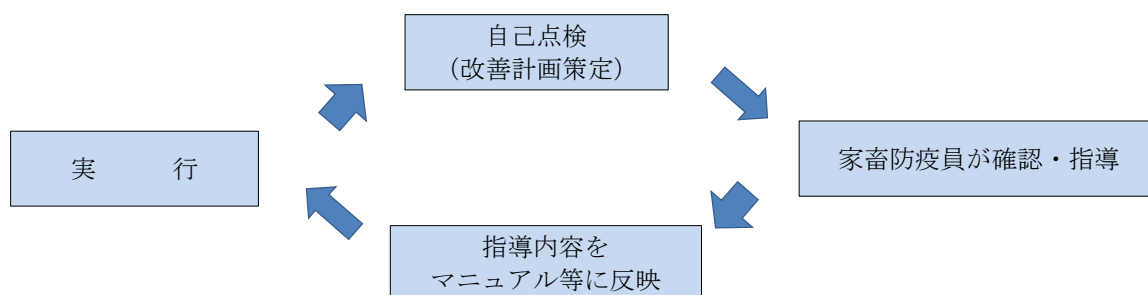 自己点検
（改善計画策定）
家畜防疫員が確認・指導
指導内容を
マニュアル等に反映
実　　　行